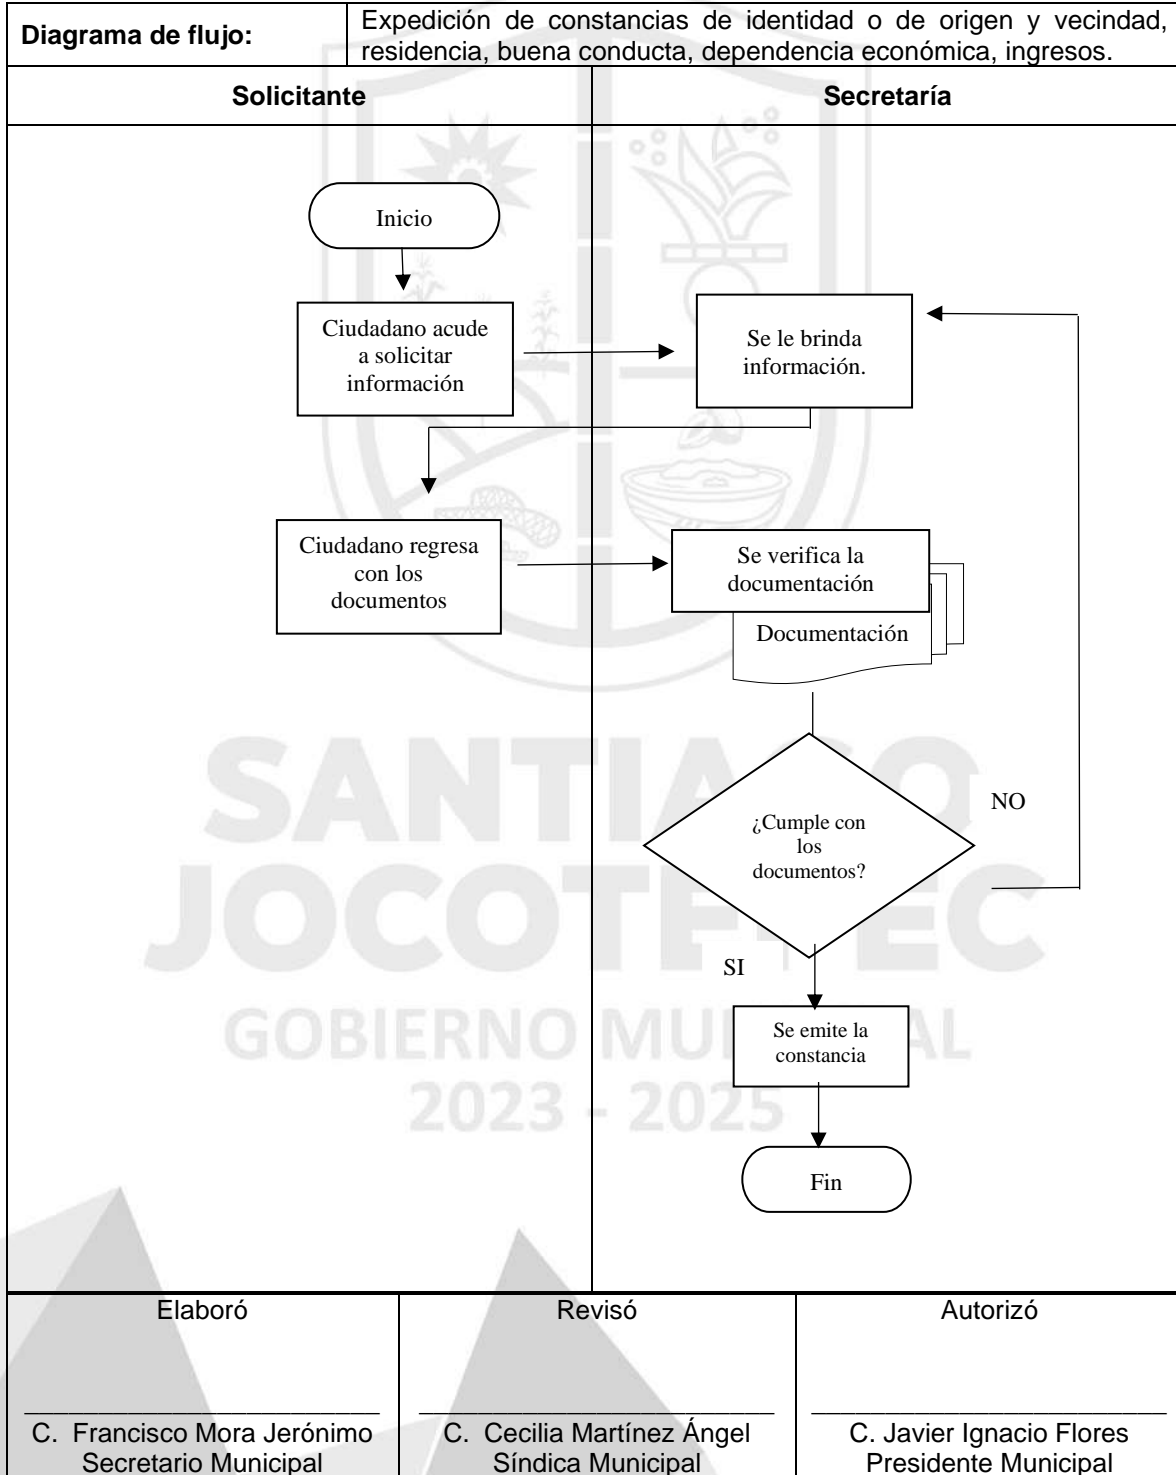 Diagrama de flujo:
Expedición de constancias de identidad o de origen y vecindad,
residencia, buena conducta, dependencia económica, ingresos.
Solicitante
Secretaría
Inicio
Ciudadano acude
a solicitar
información
Se le brinda
información.
Ciudadano regresa
con los
documentos
Se verifica la
documentación
Documentación
¿Cumple con
los
documentos?
NO
SI
Se emite la
constancia
Fin
SANTIAGO
JOCOTEPEC
GOBIERNO MUNICIPAL
2023 - 2025
Elaboró
Revisó
Autorizó
C. Francisco Mora Jerónimo
Secretario Municipal
C. Cecilia Martínez Ángel
Síndica Municipal
C. Javier Ignacio Flores
Presidente Municipal